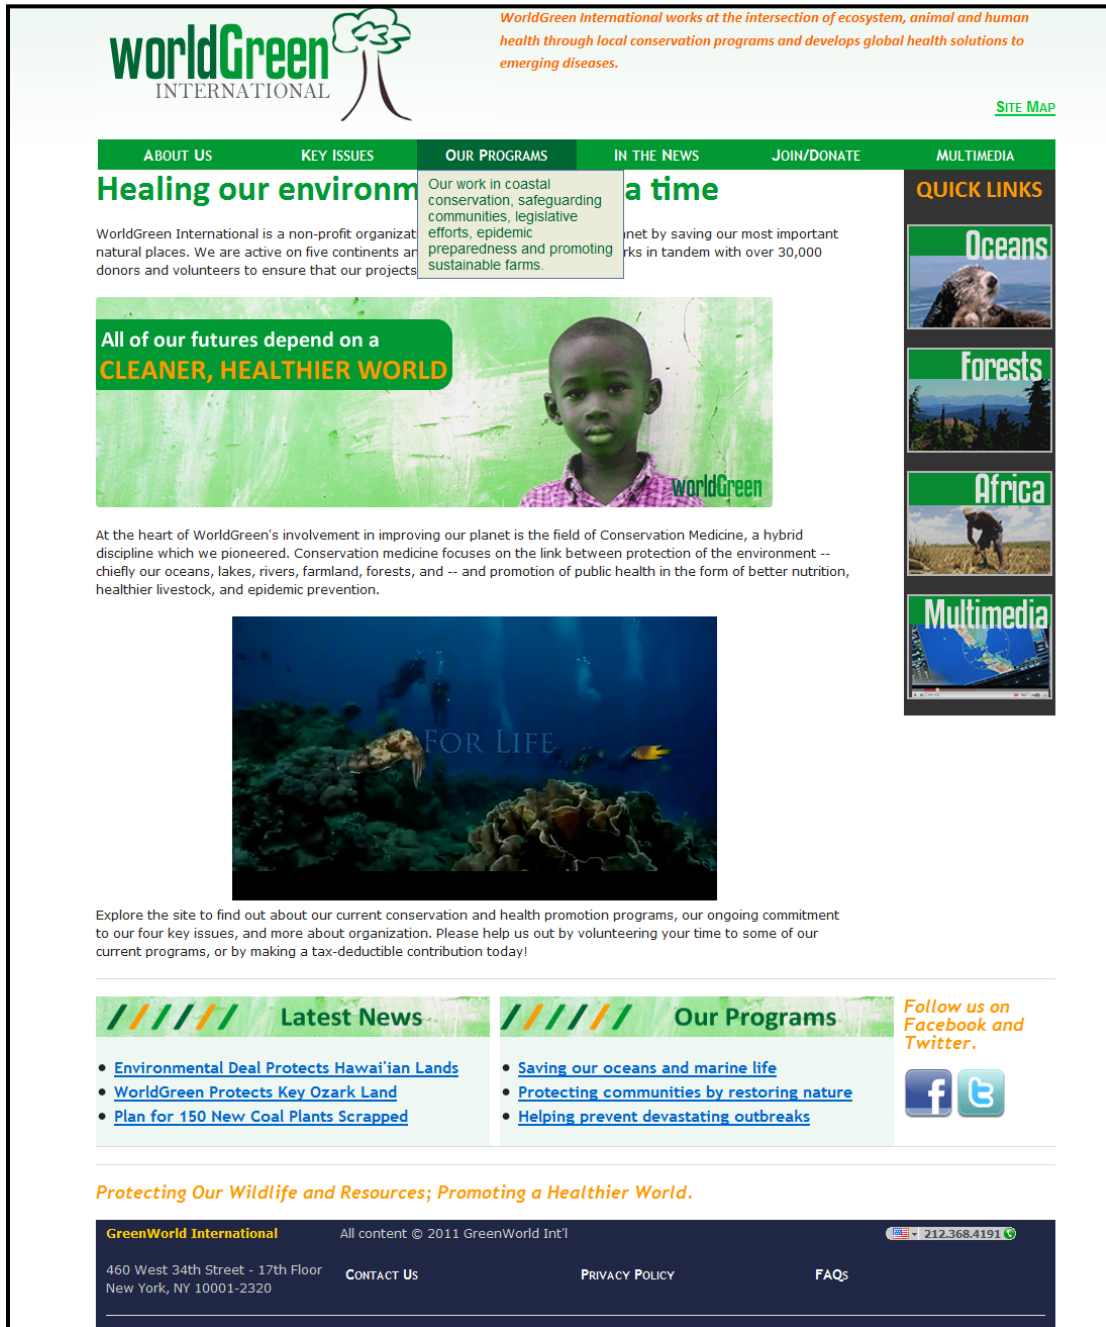 worldGreen
INTERNATIONAL
WorldGreen International works at the intersection of ecosystem, animal and human
health through local conservation programs and develops global health solutions to
emerging diseases.
SITE MAP
ABOUT US KEY ISSUES OUR PROGRAMS IN THE NEWS JOIN/DONATE MULTIMEDIA
Healing our environm a time
Our work in coastal
conservation, safeguarding
communities, legislative
efforts, epidemic
preparedness and promoting
sustainable farms.
WorldGreen International is a non-profit organizati net by saving our most important
natural places. We are active on five continents ar rks in tandem with over 30,000
donors and volunteers to ensure that our projects
All of our futures depend on a
CLEANER, HEALTHIER WORLD
worldGreen
At the heart of WorldGreen's involvement in improving our planet is the field of Conservation Medicine, a hybrid
discipline which we pioneered. Conservation medicine focuses on the link between protection of the environment --
chiefly our oceans, lakes, rivers, farmland, forests, and -- and promotion of public health in the form of better nutrition,
healthier livestock, and epidemic prevention.
FOR LIFE
Explore the site to find out about our current conservation and health promotion programs, our ongoing commitment
to our four key issues, and more about organization. Please help us out by volunteering your time to some of our
current programs, or by making a tax-deductible contribution today!
QUICK LINKS
Oceans
Forests
Africa
Multimedia
Latest News
Environmental Deal Protects Hawai'ian Lands
WorldGreen Protects Key Ozark Land
Plan for 150 New Coal Plants Scrapped
Our Programs
Saving our oceans and marine life
Protecting communities by restoring nature
Helping prevent devastating outbreaks
Follow us on
Facebook and
Twitter.
Protecting Our Wildlife and Resources; Promoting a Healthier World.
GreenWorld International All content © 2011 GreenWorld Int'l 212.368.4191
460 West 34th Street - 17th Floor
New York, NY 10001-2320
CONTACT US PRIVACY POLICY FAQS